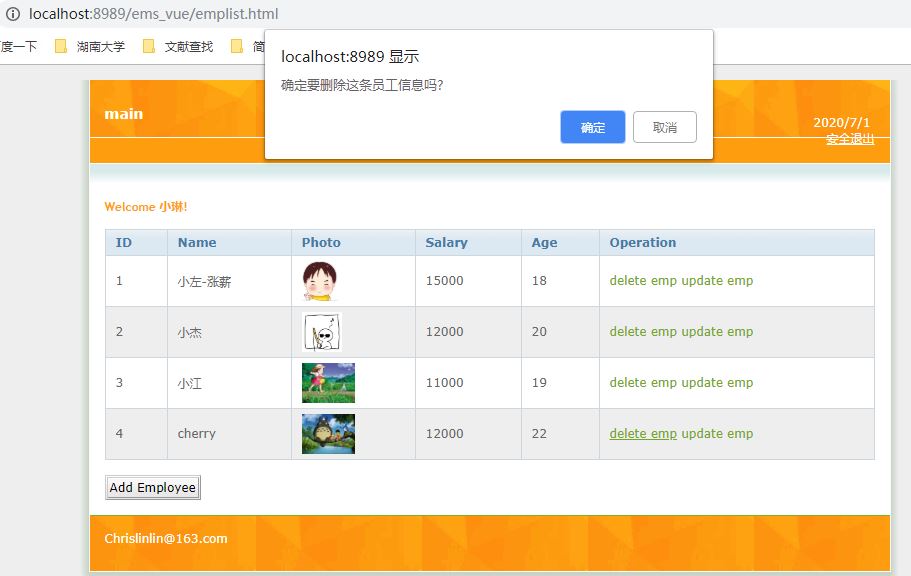 localhost:8989/ems_vue/emplist.html
度一下 湖南大学 文献查找 简
localhost:8989 显示
确定要删除这条员工信息吗?
确定 取消
main
2020/7/1
安全退出
Welcome 小琳!
ID Name Photo Salary Age Operation
1 小左-涨薪 15000 18 delete emp update emp
2 小杰 12000 20 delete emp update emp
3 小江 11000 19 delete emp update emp
4 cherry 12000 22 delete emp update emp
Add Employee
Chrislinlin@163.com